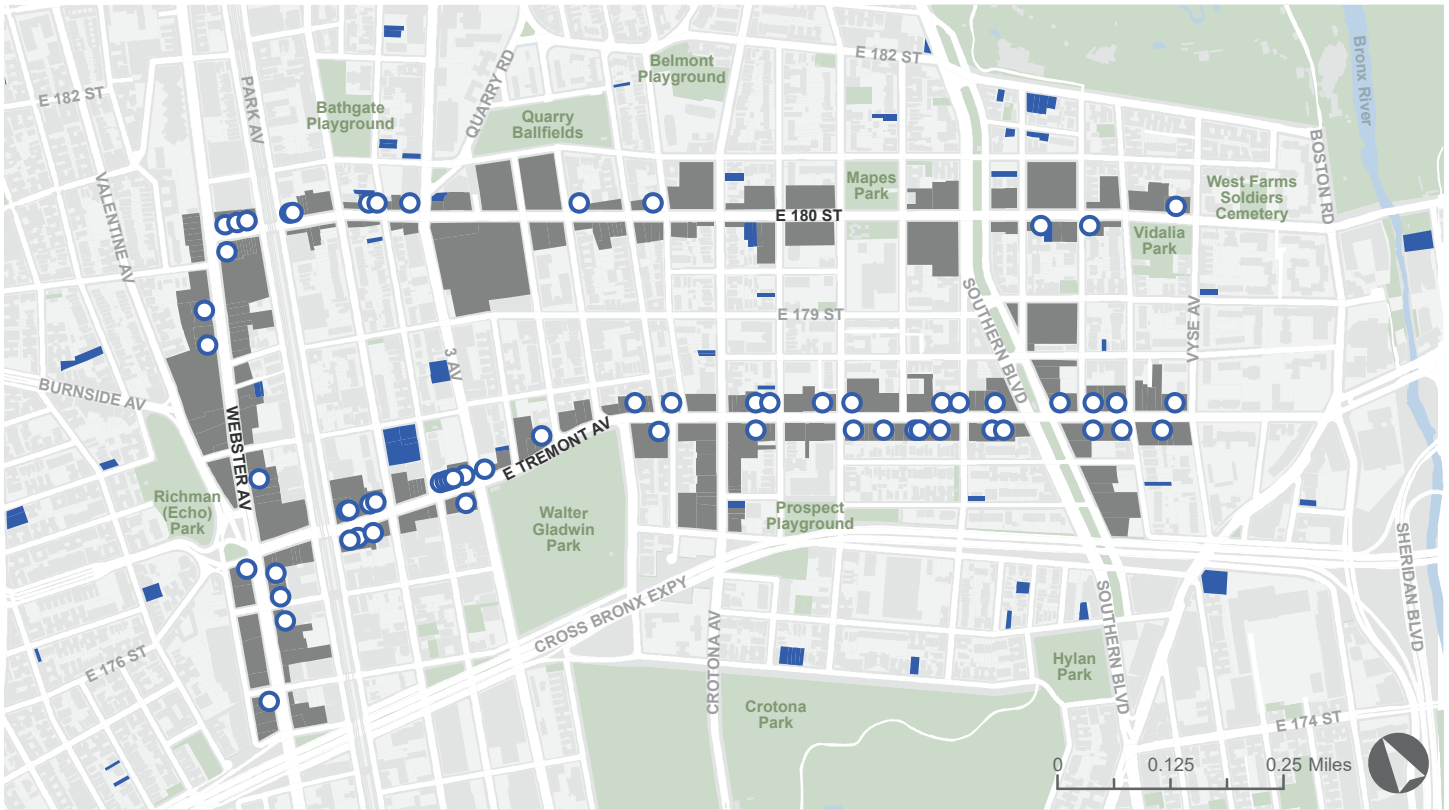 E 182 ST
Belmont
Playground
E 182 ST
PARK AV
Bathgate
Playground
QUARRY RD
Quarry
Ballfields
Bronx River
BOSTON RD
VALENTINE AV
Mapes
Park
West Farms
Soldiers
Cemetery
E 180 ST
Vidalia
Park
E 179 ST
SOUTHERN BLVD
VYSE AV
3 AV
BURNSIDE AV
WEBSTER AV
E TREMONT AV
Richman
(Echo)
Park
Walter
Gladwin
Park
Prospect
Playground
SHERIDAN BLVD
CROSS BRONX EXPY
CROTONA AV
SOUTHERN BLVD
E 176 ST
Hylan
Park
Crotona
Park
E 174 ST
0 0.125 0.25 Miles